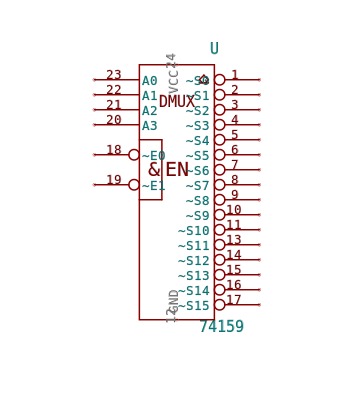 U
VCC 24
23 A0 ~S0 1
22 A1 DMUX ~S1 2
21 A2 ~S2 3
20 A3 ~S3 4
~S4 5
18 ~E0 ~S5 6
& EN ~S6 7
19 ~E1 ~S7 8
~S8 9
~S9 10
~S10 11
~S11 13
~S12 14
~S13 15
~S14 16
~S15 17
GND 12
74159